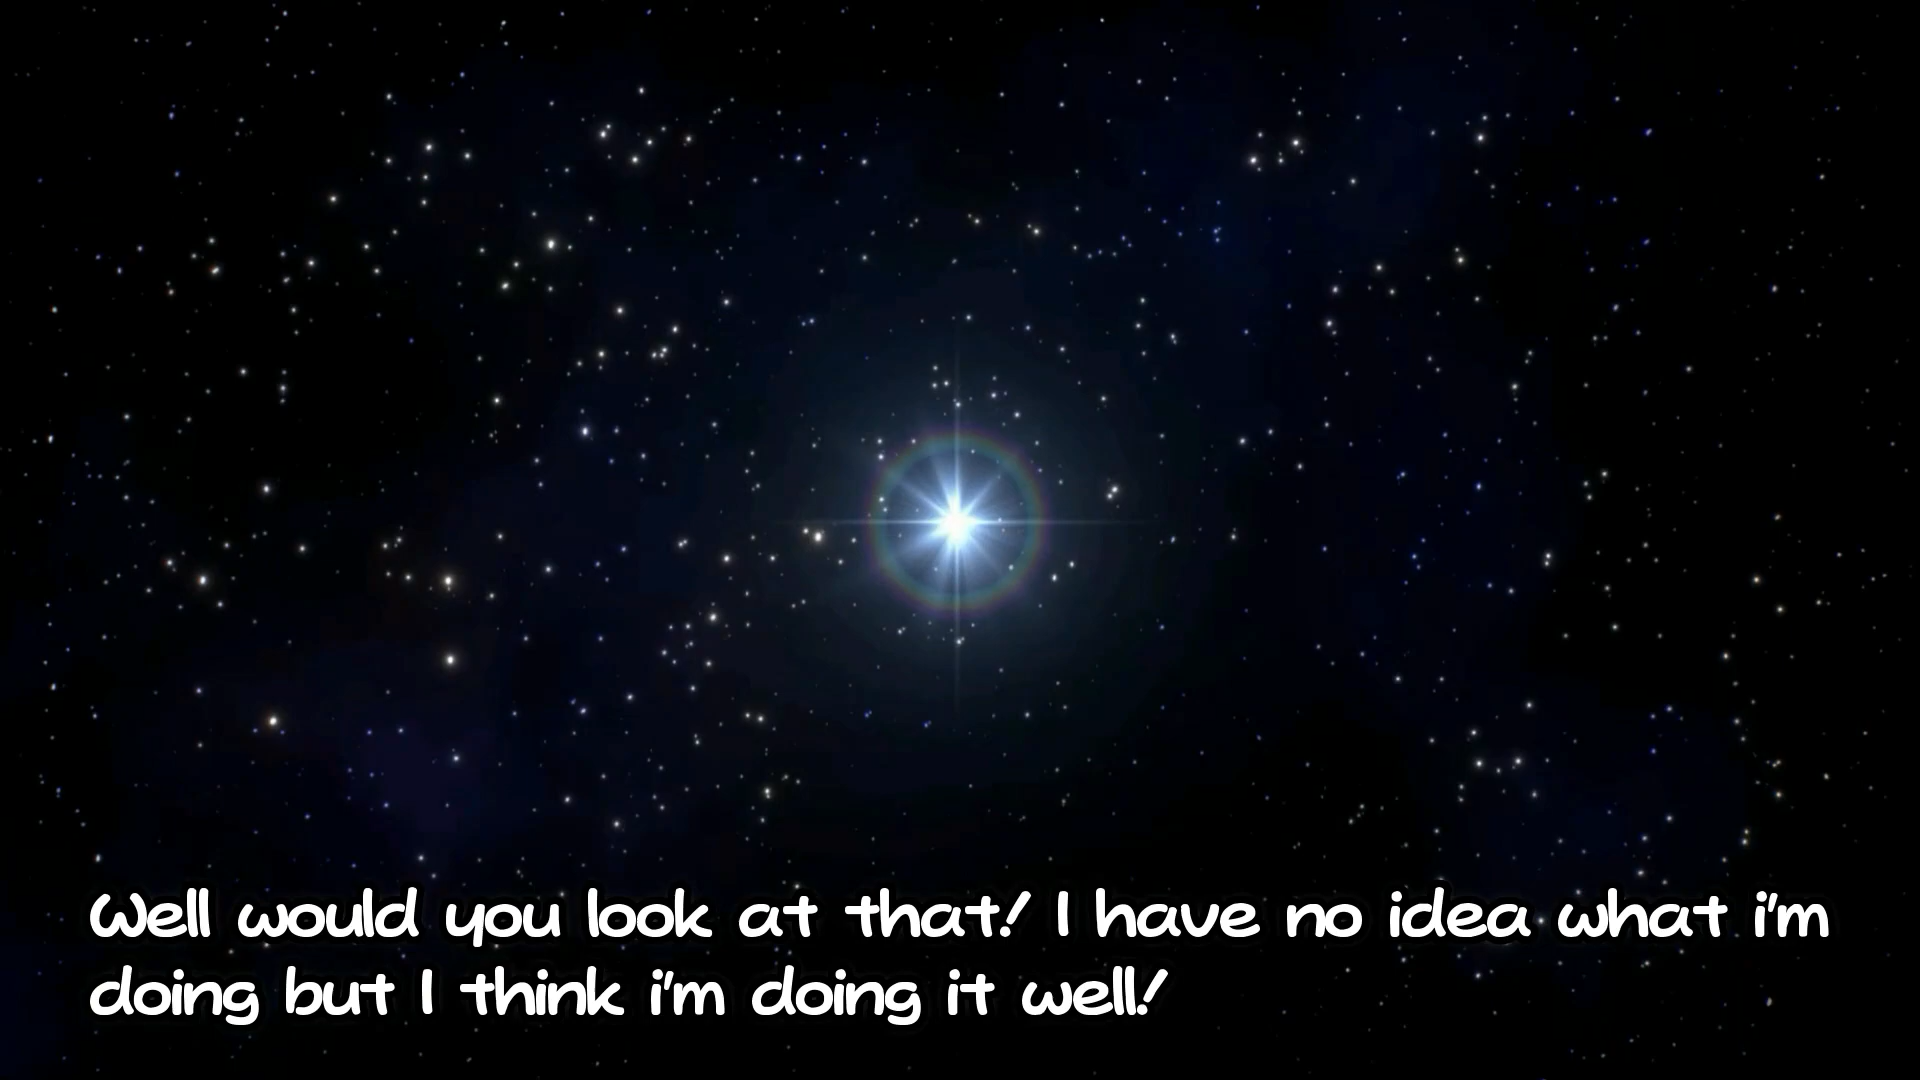 Well would you look at that! I have no idea what i'm
doing but I think i'm doing it well!